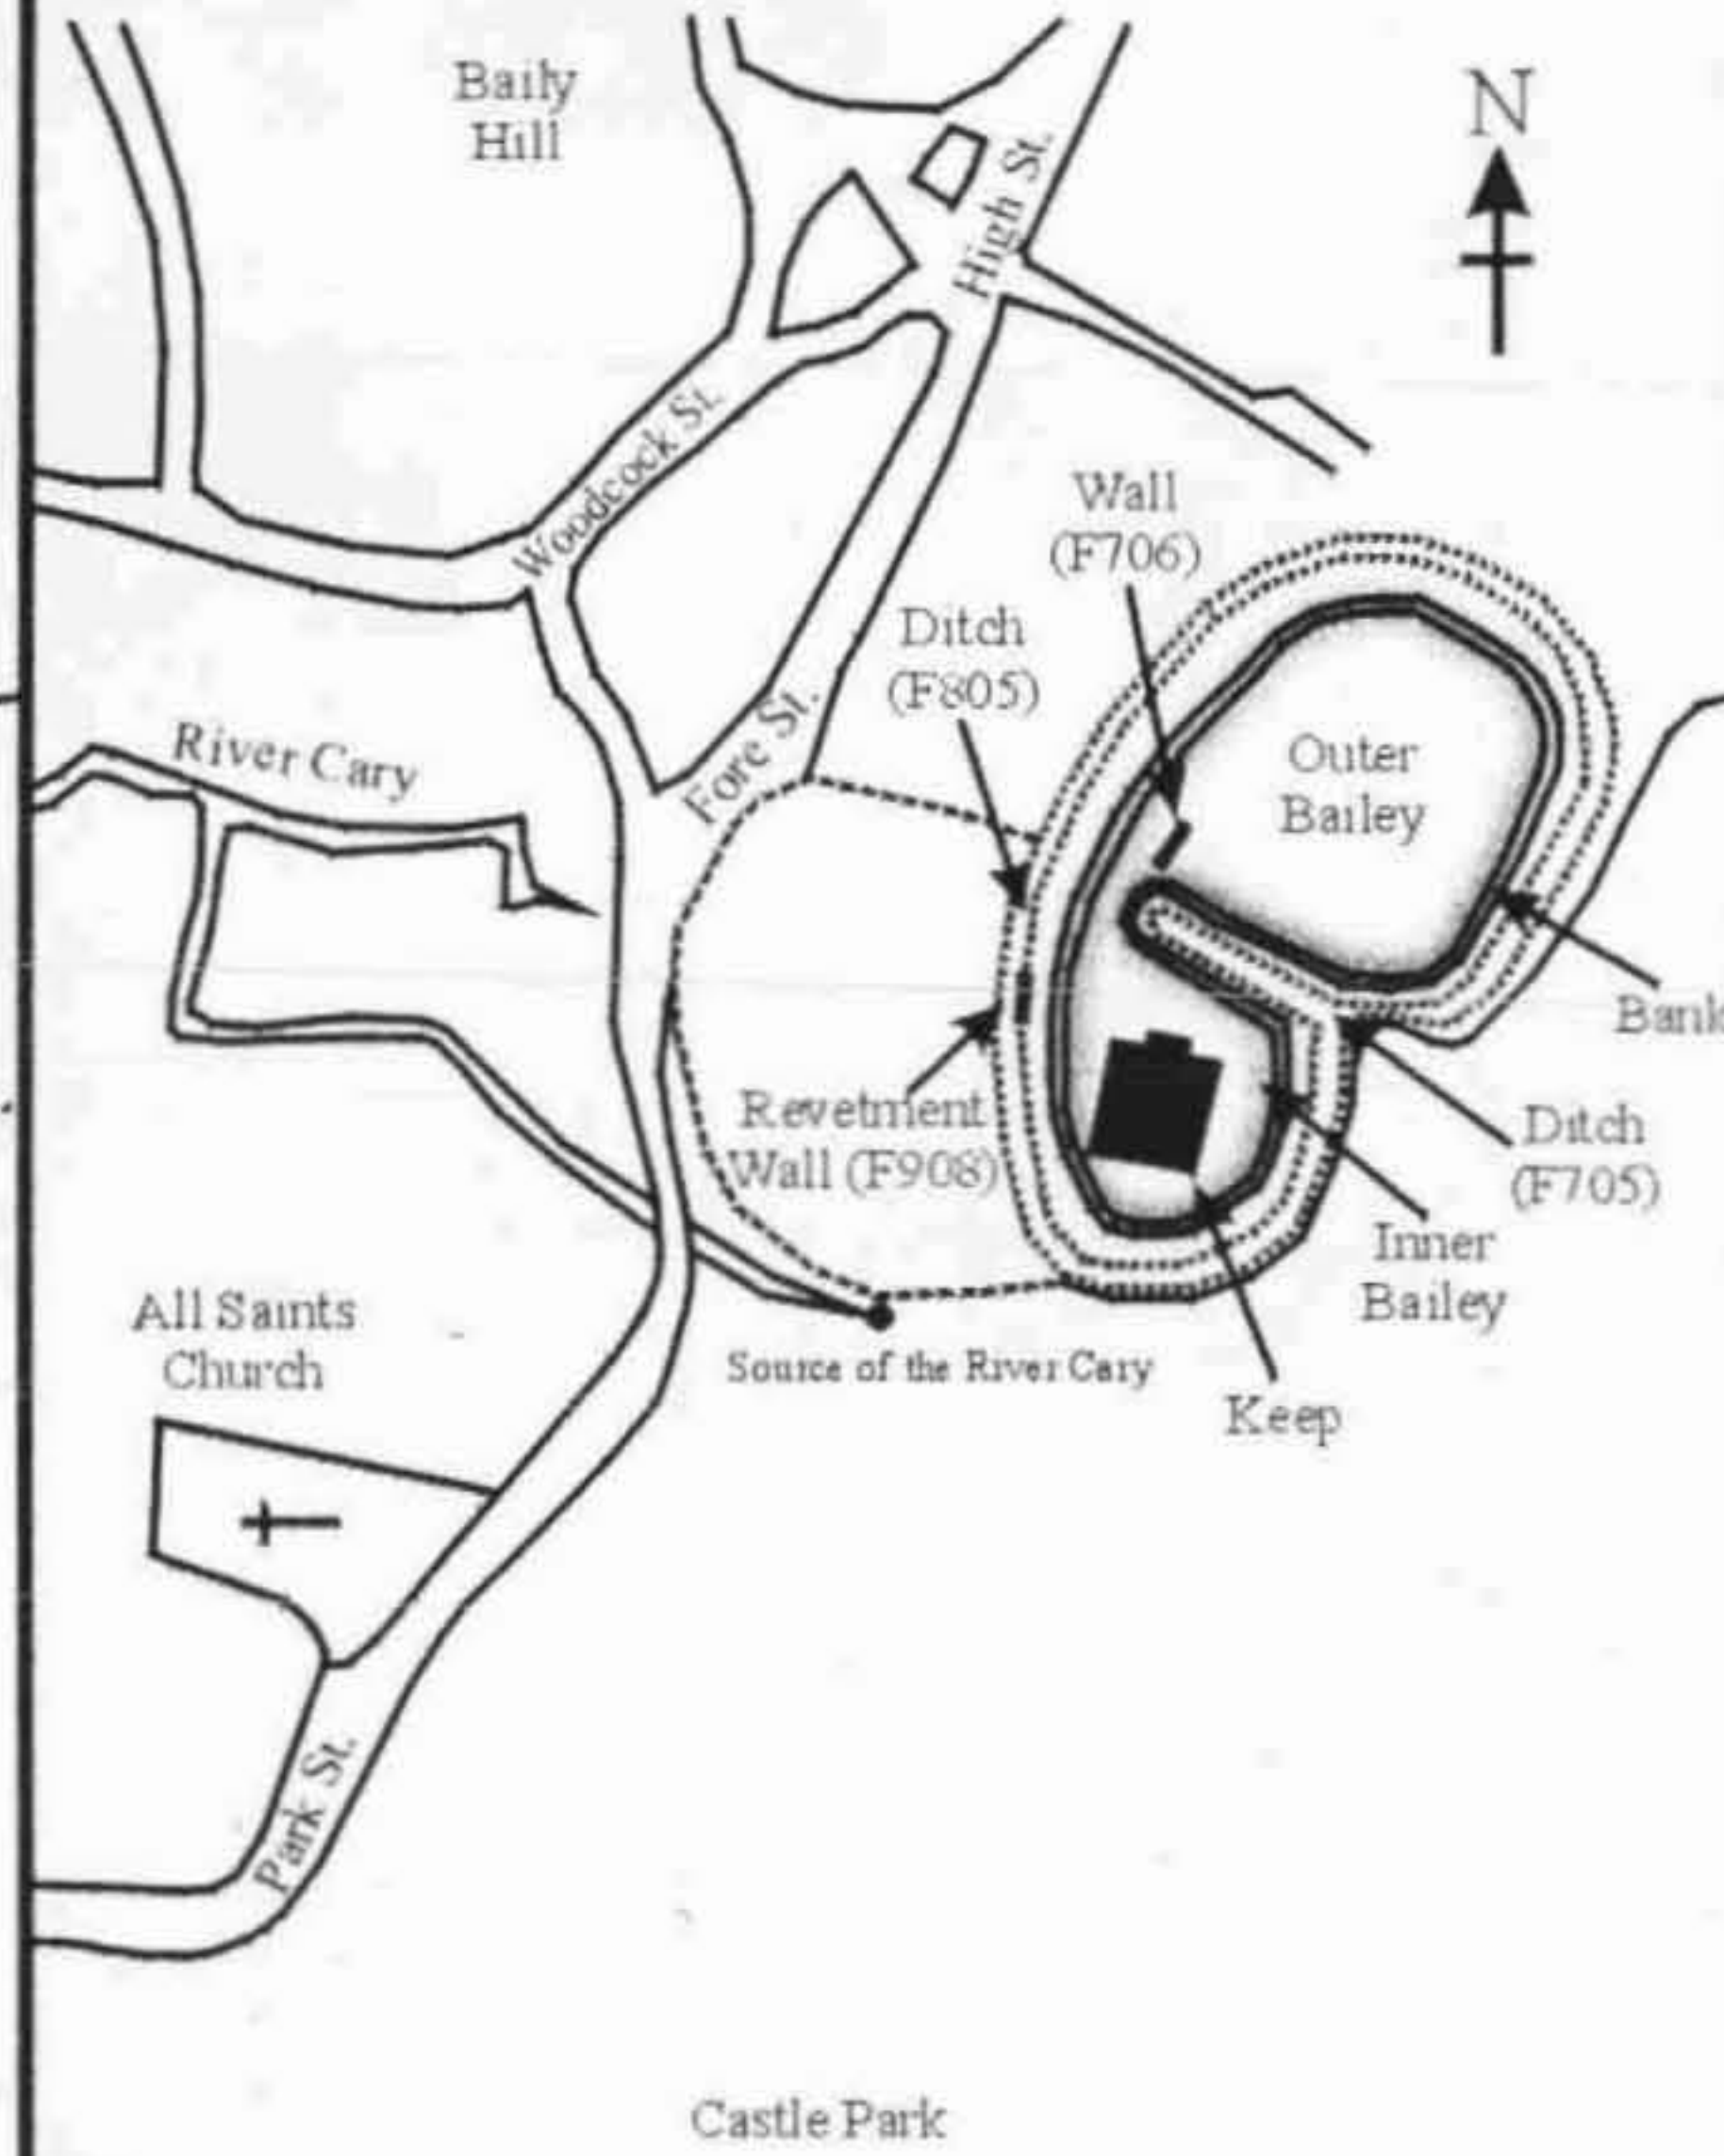 Baily
Hill
N
High St.
Woodcock St.
Wall
(F706)
Ditch
(F805)
Fore St.
River Cary
Outer
Bailey
Bank
Revetment
Wall (F908)
Ditch
(F705)
Inner
Bailey
All Saints
Church
Source of the River Cary
Keep
Park St.
Castle Park